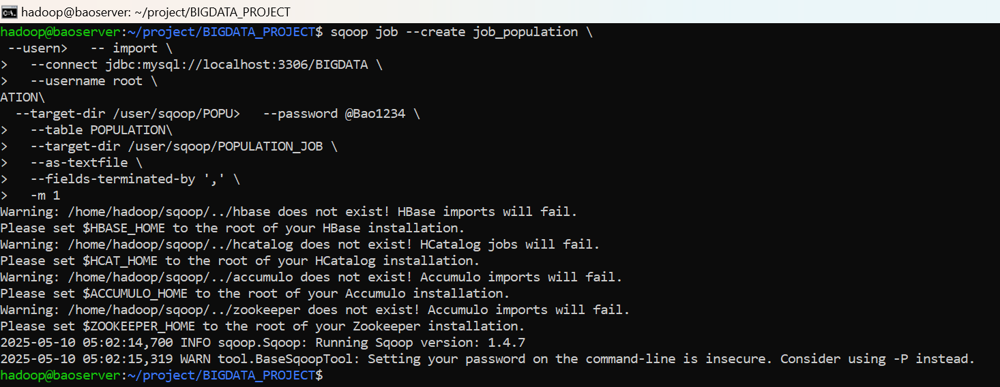 hadoop@baoserver: ~/project/BIGDATA_PROJECT
hadoop@baoserver:~/project/BIGDATA_PROJECT$ sqoop job --create job_population \
 --usern>   -- import \
>   --connect jdbc:mysql://localhost:3306/BIGDATA \
>   --username root \
ATION\
  --target-dir /user/sqoop/POPU>   --password @Bao1234 \
>   --table POPULATION\
>   --target-dir /user/sqoop/POPULATION_JOB \
>   --as-textfile \
>   --fields-terminated-by ',' \
>   -m 1
Warning: /home/hadoop/sqoop/../hbase does not exist! HBase imports will fail.
Please set $HBASE_HOME to the root of your HBase installation.
Warning: /home/hadoop/sqoop/../hcatalog does not exist! HCatalog jobs will fail.
Please set $HCAT_HOME to the root of your HCatalog installation.
Warning: /home/hadoop/sqoop/../accumulo does not exist! Accumulo imports will fail.
Please set $ACCUMULO_HOME to the root of your Accumulo installation.
Warning: /home/hadoop/sqoop/../zookeeper does not exist! Accumulo imports will fail.
Please set $ZOOKEEPER_HOME to the root of your Zookeeper installation.
2025-05-10 05:02:14,700 INFO sqoop.Sqoop: Running Sqoop version: 1.4.7
2025-05-10 05:02:15,319 WARN tool.BaseSqoopTool: Setting your password on the command-line is insecure. Consider using -P instead.
hadoop@baoserver:~/project/BIGDATA_PROJECT$